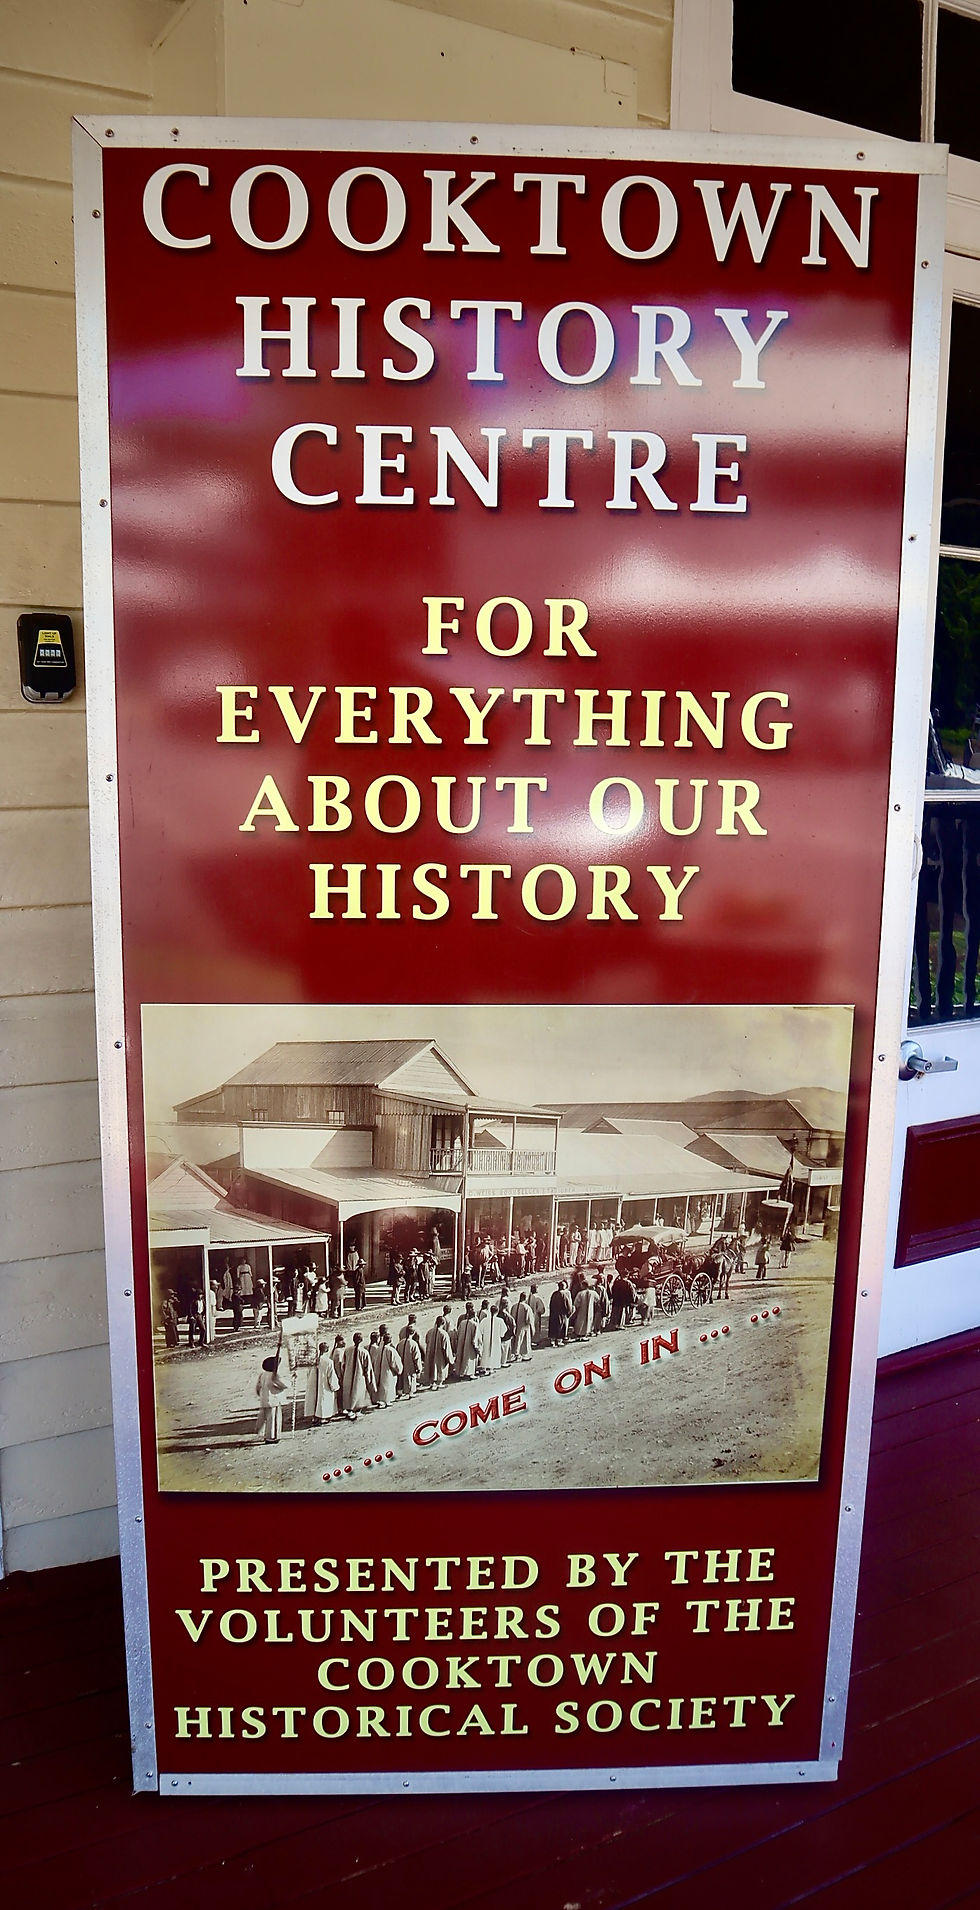 COOKTOWN
HISTORY
CENTRE
FOR
EVERYTHING
ABOUT OUR
HISTORY
... ... COME ON IN ... ...
PRESENTED BY THE
VOLUNTEERS OF THE
COOKTOWN
HISTORICAL SOCIETY